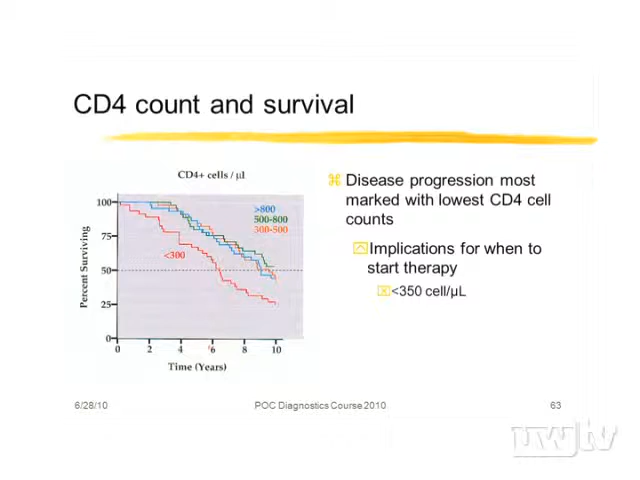 CD4 count and survival
CD4+ cells / µl
100
75
50
25
0
Percent Surviving
>800
500-800
300-500
<300
0 2 4 6 8 10
Time (Years)
Disease progression most
marked with lowest CD4 cell
counts
Implications for when to
start therapy
<350 cell/µL
6/28/10
POC Diagnostics Course 2010
63
uwtv